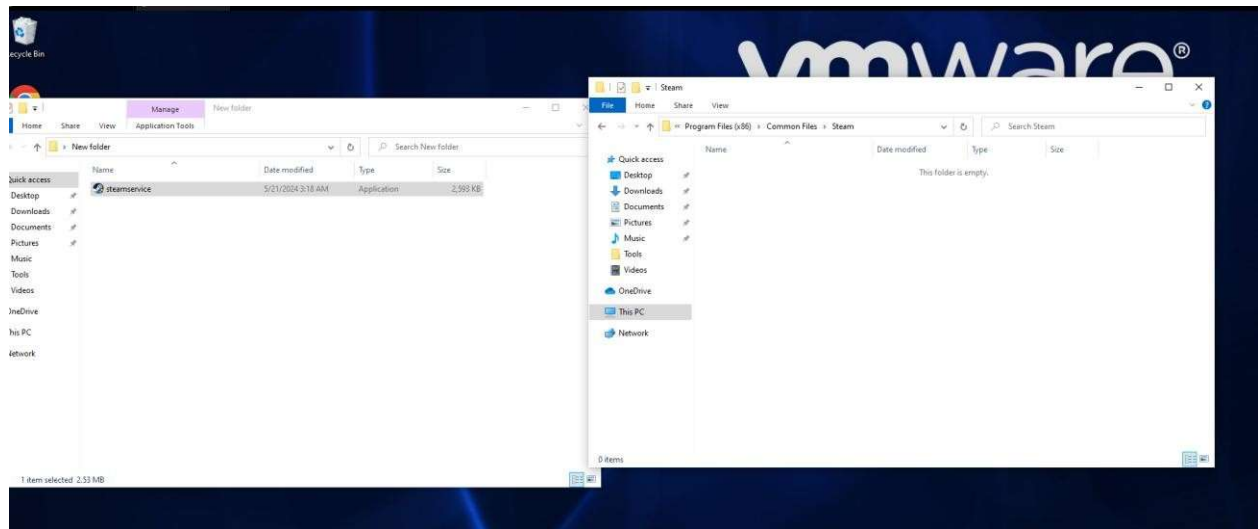 ecycle Bin
vmware®
Manage
New folder
Home Share View Application Tools
New folder
Search New folder
Name Date modified Type Size
steamservice 5/21/2024 3:18 AM Application 2,593 KB
Quick access
Desktop
Downloads
Documents
Pictures
Music
Tools
Videos
OneDrive
his PC
Network
1 item selected 2.53 MB
Steam
File Home Share View
Program Files (x86) Common Files Steam
Search Steam
Name Date modified Type Size
This folder is empty.
Quick access
Desktop
Downloads
Documents
Pictures
Music
Tools
Videos
OneDrive
This PC
Network
0 items